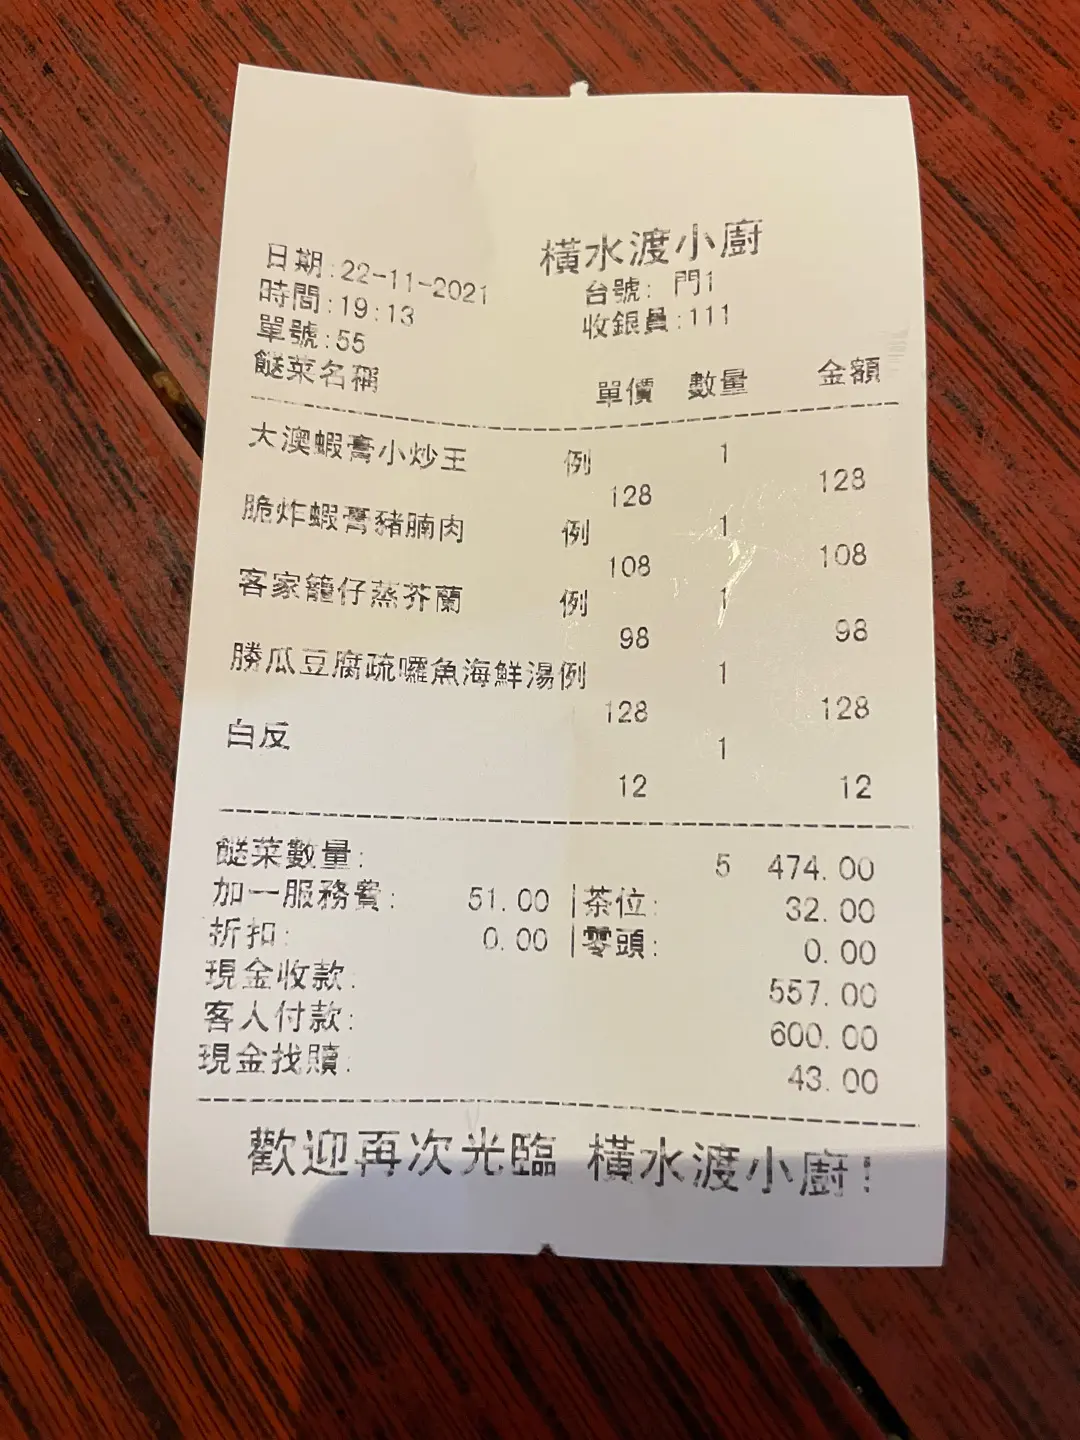 橫水渡小廚
日期:22-11-2021 台號: 門1
時間:19:13 收銀員:111
單號:55
餸菜名稱 單價 數量 金額
大澳蝦膏小炒王 例 1
128 128
脆炸蝦膏豬腩肉 例 1
108 108
客家籠仔蒸芥蘭 例 1
98 98
勝瓜豆腐疏囉魚海鮮湯例 1
128 128
白反 1
12 12
餸菜數量: 5 474.00
加一服務費: 51.00 |茶位: 32.00
折扣: 0.00 |零頭: 0.00
現金收款: 557.00
客人付款: 600.00
現金找贖: 43.00
歡迎再次光臨 橫水渡小廚!